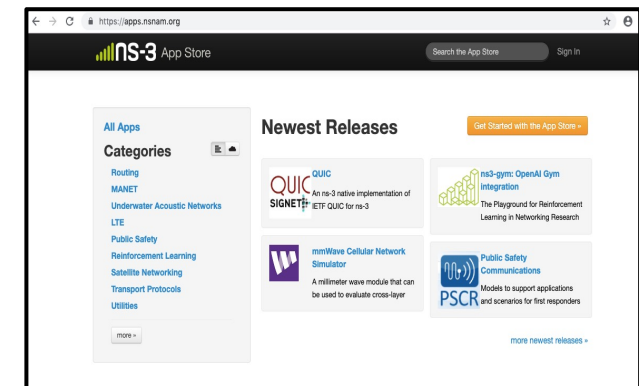 https://apps.nsnam.org
ns-3 App Store
Search the App Store
Sign In
All Apps
Categories
Routing
MANET
Underwater Acoustic Networks
LTE
Public Safety
Reinforcement Learning
Satellite Networking
Transport Protocols
Utilities
more »
Newest Releases
Get Started with the App Store »
QUIC
SIGNET
QUIC
An ns-3 native implementation of
IETF QUIC for ns-3
ns3-gym: OpenAI Gym
integration
The Playground for Reinforcement
Learning in Networking Research
mmWave Cellular Network
Simulator
A millimeter wave module that can
be used to evaluate cross-layer
PSCR
Public Safety
Communications
Models to support applications
and scenarios for first responders
more newest releases »